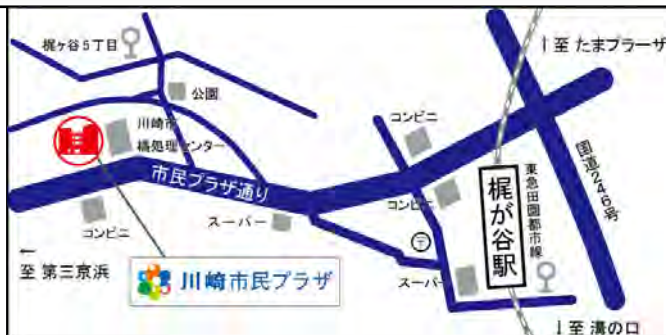 梶ヶ谷5丁目
↑至 たまプラーザ
公園
コンビニ
川崎市
橘処理センター
国道246号
市民プラザ通り
コンビニ
東急田園都市線
梶が谷駅
コンビニ
スーパー
〒
← 至 第三京浜
川崎市民プラザ
スーパー
↓至 溝の口